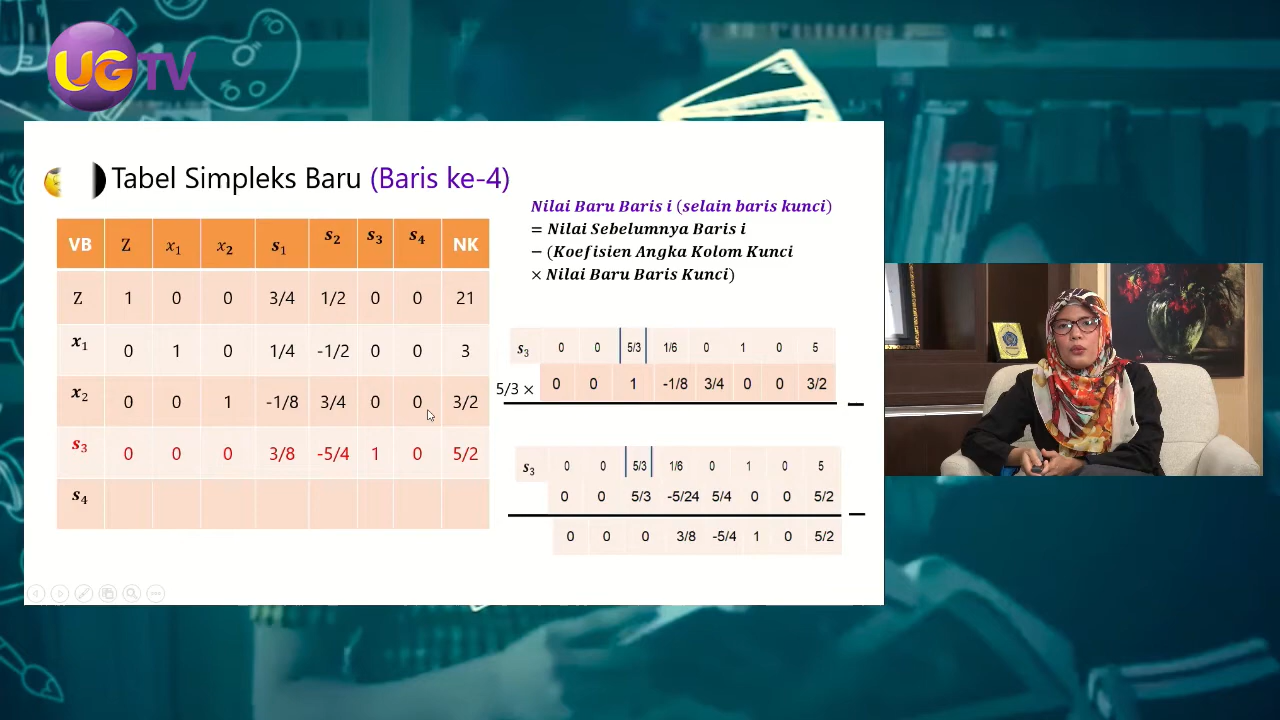 UGTV
Tabel Simpleks Baru (Baris ke-4)
VB Z x₁ x₂ s₁ s₂ s₃ s₄ NK
Z 1 0 0 3/4 1/2 0 0 21
x₁ 0 1 0 1/4 -1/2 0 0 3
x₂ 0 0 1 -1/8 3/4 0 0 3/2
s₃ 0 0 0 3/8 -5/4 1 0 5/2
s₄
Nilai Baru Baris i (selain baris kunci)
= Nilai Sebelumnya Baris i
− (Koefisien Angka Kolom Kunci
× Nilai Baru Baris Kunci)
s₃ 0 0 5/3 1/6 0 1 0 5
5/3 × 0 0 1 -1/8 3/4 0 0 3/2
−
s₃ 0 0 5/3 1/6 0 1 0 5
0 0 5/3 -5/24 5/4 0 0 5/2
−
0 0 0 3/8 -5/4 1 0 5/2